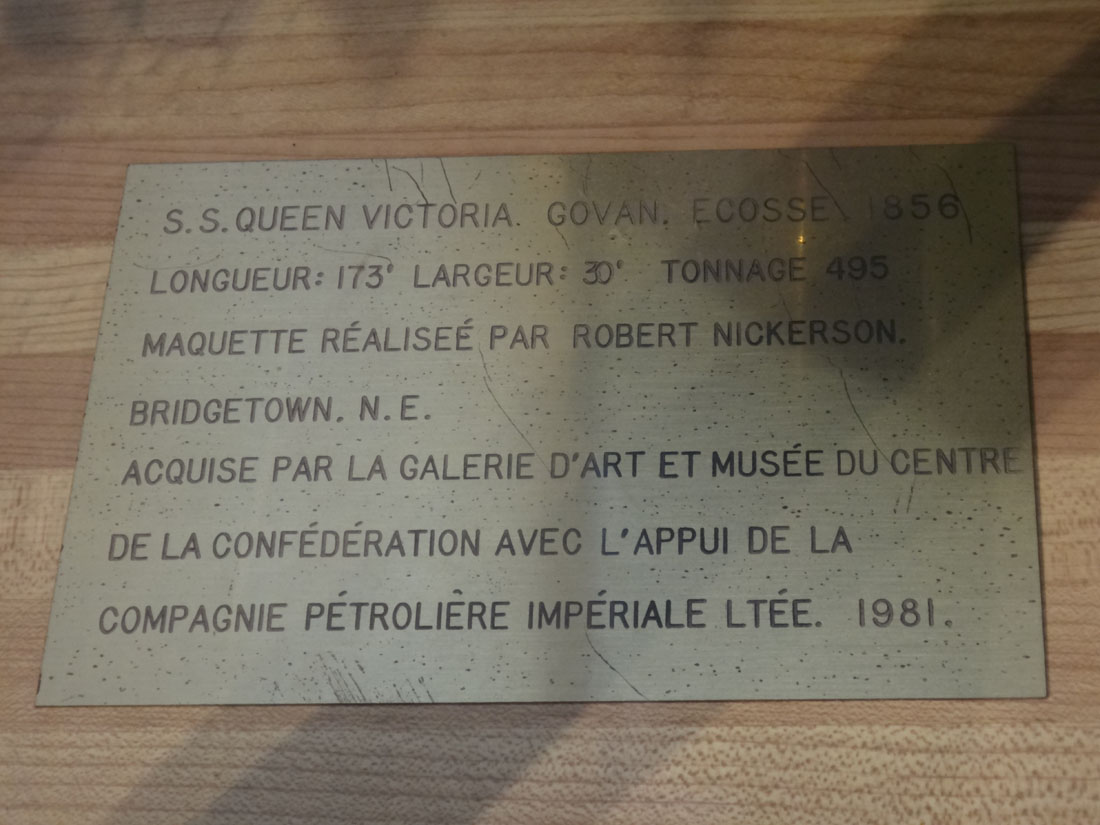 S.S. QUEEN VICTORIA. GOVAN. ECOSSE. 1856
LONGUEUR: 173' LARGEUR: 30' TONNAGE 495
MAQUETTE RÉALISEÉ PAR ROBERT NICKERSON.
BRIDGETOWN. N.E.
ACQUISE PAR LA GALERIE D'ART ET MUSÉE DU CENTRE
DE LA CONFÉDÉRATION AVEC L'APPUI DE LA
COMPAGNIE PÉTROLIÈRE IMPÉRIALE LTÉE. 1981.